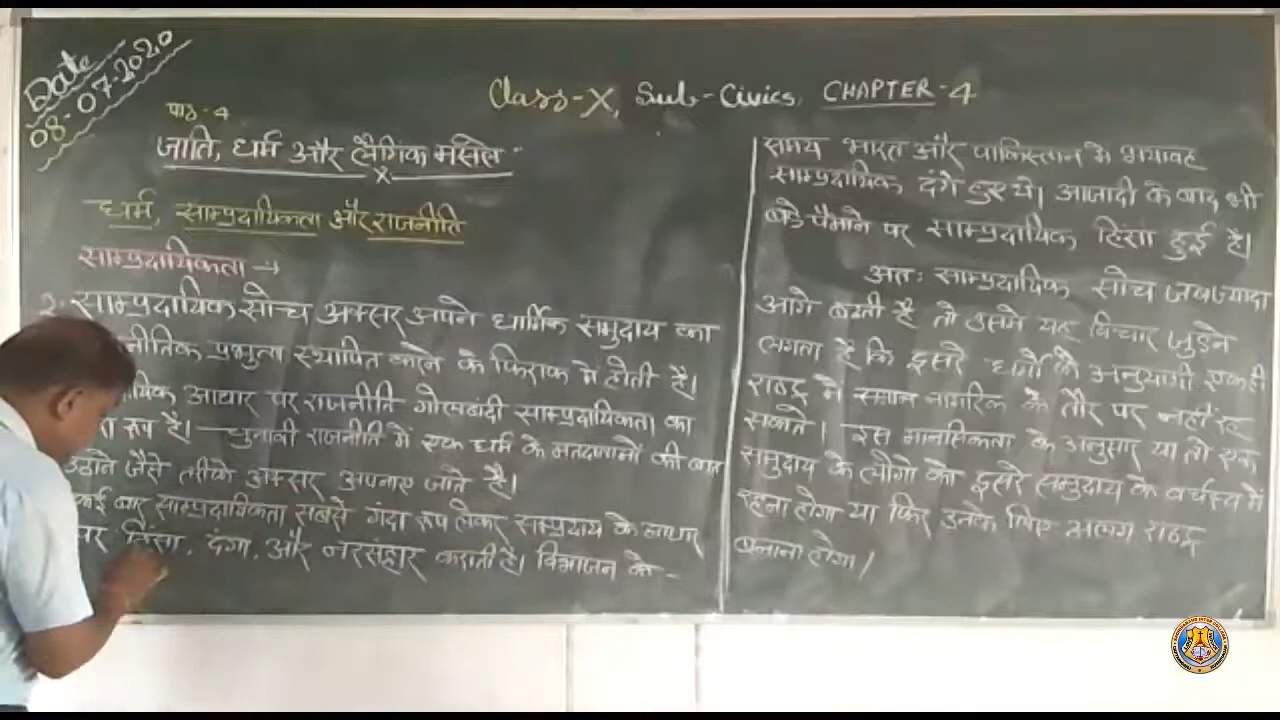 Date
08-07-2020
Class-X, Sub-Civics, CHAPTER-4
पाठ-4
जाति, धर्म और लैंगिक मसले
x
धर्म, साम्प्रदायिकता और राजनीति
साम्प्रदायिकता →
साम्प्रदायिक सोच अक्सर अपने धार्मिक समुदाय का
नीतिक प्रभुत्व स्थापित करने के फिराक में होती है।
यिक आधार पर राजनीति गोलबंदी साम्प्रदायिकता का
रूप है। - चुनावी राजनीति में एक धर्म के मतदाताओं की बात
उठाने जैसे तरीके अक्सर अपनाए जाते है।
कई बार साम्प्रदायिकता सबसे गंदा रूप लेकर सम्प्रदाय के आधार
पर हिंसा, दंगा, और नरसंहार कराती है। विभाजन के -
समय भारत और पाकिस्तान में भयावह
साम्प्रदायिक दंगे हुए थे। आजादी के बाद भी
बड़े पैमाने पर साम्प्रदायिक हिंसा हुई है।
अतः साम्प्रदायिक सोच जब ज्यादा
आगे बढ़ती है तो उसमे यह विचार जुड़ने
लगता है कि दूसरे धर्मों के अनुयायी एक ही
राष्ट्र में समान नागरिक के तौर पर नहीं रह
सकते। इस मानसिकता के अनुसार या तो एक
समुदाय के लोगो को दूसरे समुदाय के वर्चस्व में
रहना होगा या फिर उनके लिए अलग राष्ट्र
बनाना होगा।